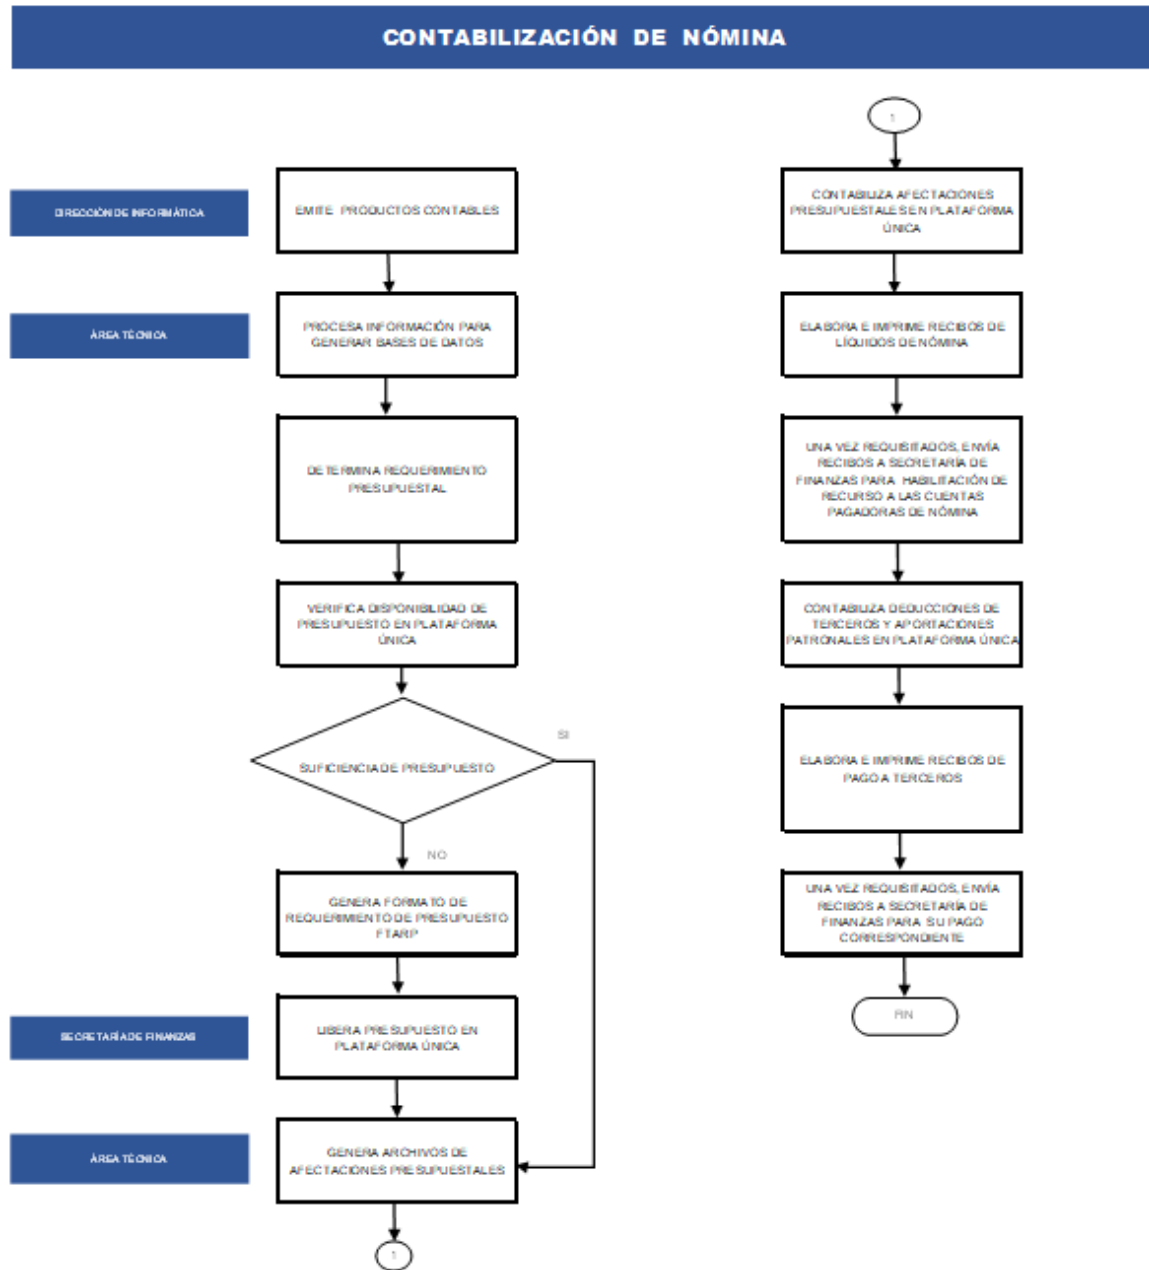 CONTABILIZACIÓN DE NÓMINA
DIRECCIÓN DE INFORMÁTICA
EMITE PRODUCTOS CONTABLES
ÁREA TÉCNICA
PROCESA INFORMACIÓN PARA
GENERAR BASES DE DATOS
DETERMINA REQUERIMIENTO
PRESUPUESTAL
VERIFICA DISPONIBILIDAD DE
PRESUPUESTO EN PLATAFORMA
ÚNICA
SI
SUFICIENCIA DE PRESUPUESTO
NO
GENERA FORMATO DE
REQUERIMIENTO DE PRESUPUESTO
FTARP
SECRETARÍA DE FINANZAS
LIBERA PRESUPUESTO EN
PLATAFORMA ÚNICA
ÁREA TÉCNICA
GENERA ARCHIVOS DE
AFECTACIONES PRESUPUESTALES
1
1
CONTABILIZA AFECTACIONES
PRESUPUESTALES EN PLATAFORMA
ÚNICA
ELABORA E IMPRIME RECIBOS DE
LÍQUIDOS DE NÓMINA
UNA VEZ REQUISITADOS, ENVÍA
RECIBOS A SECRETARÍA DE
FINANZAS PARA HABILITACIÓN DE
RECURSO A LAS CUENTAS
PAGADORAS DE NÓMINA
CONTABILIZA DEDUCCIONES DE
TERCEROS Y APORTACIONES
PATRONALES EN PLATAFORMA ÚNICA
ELABORA E IMPRIME RECIBOS DE
PAGO A TERCEROS
UNA VEZ REQUISITADOS, ENVÍA
RECIBOS A SECRETARÍA DE
FINANZAS PARA SU PAGO
CORRESPONDIENTE
FIN